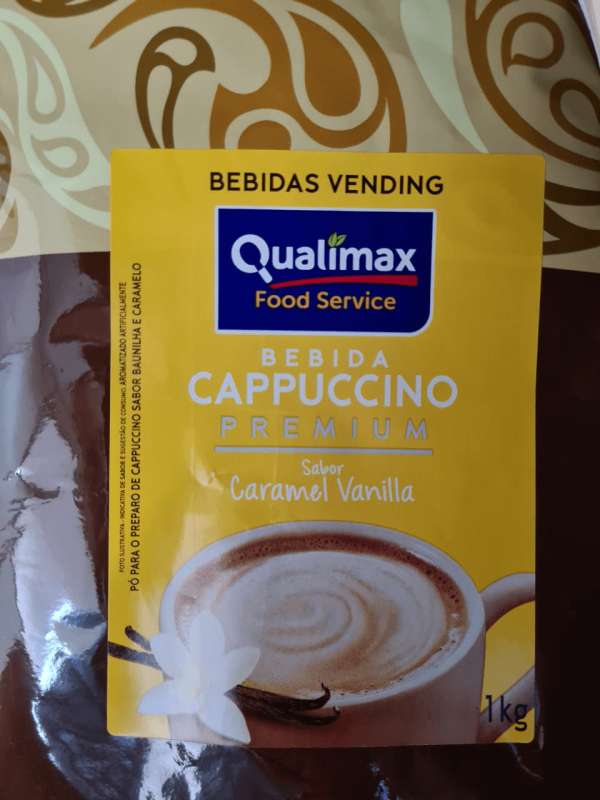 BEBIDAS VENDING
Qualimax
Food Service
BEBIDA
CAPPUCCINO
PREMIUM
Sabor
Caramel Vanilla
FOTO ILUSTRATIVA - INDICATIVA DE SABOR E SUGESTÃO DE CONSUMO. AROMATIZADO ARTIFICIALMENTE
PÓ PARA O PREPARO DE CAPPUCCINO SABOR BAUNILHA E CARAMELO
1kg